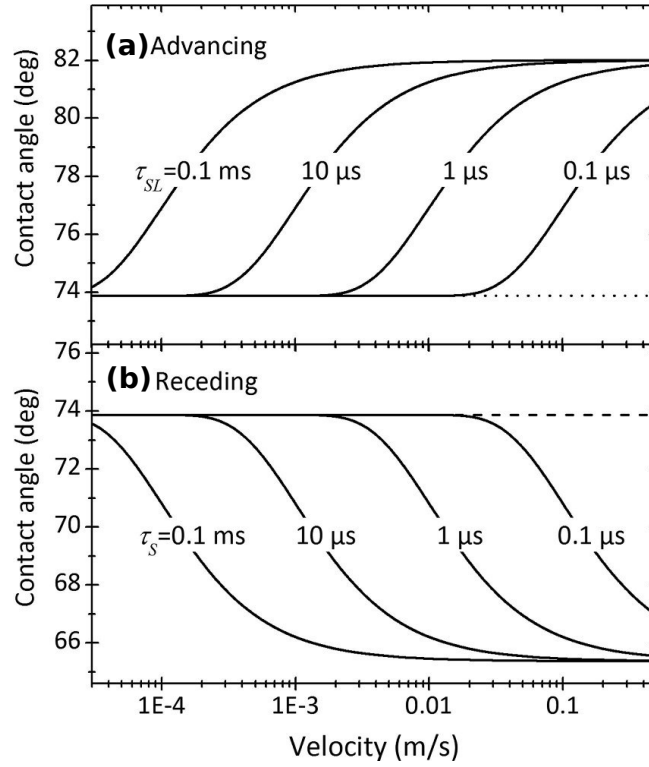 (a) Advancing
Contact angle (deg)
82
80
78
76
74
τSL=0.1 ms 10 μs 1 μs 0.1 μs
(b) Receding
Contact angle (deg)
76
74
72
70
68
66
τS=0.1 ms 10 μs 1 μs 0.1 μs
1E-4 1E-3 0.01 0.1
Velocity (m/s)